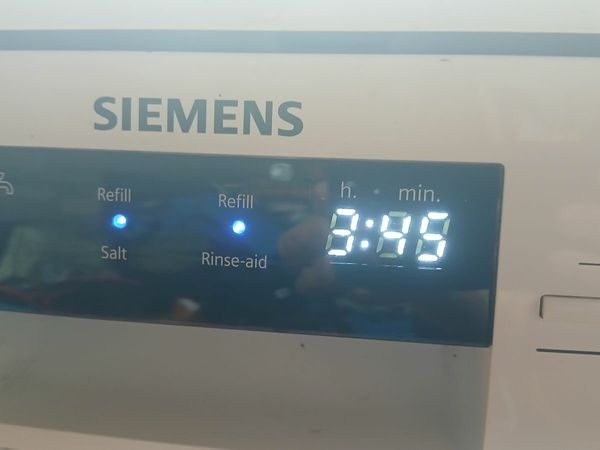 SIEMENS
Refill
Salt
Refill
Rinse-aid
h. min.
3:45